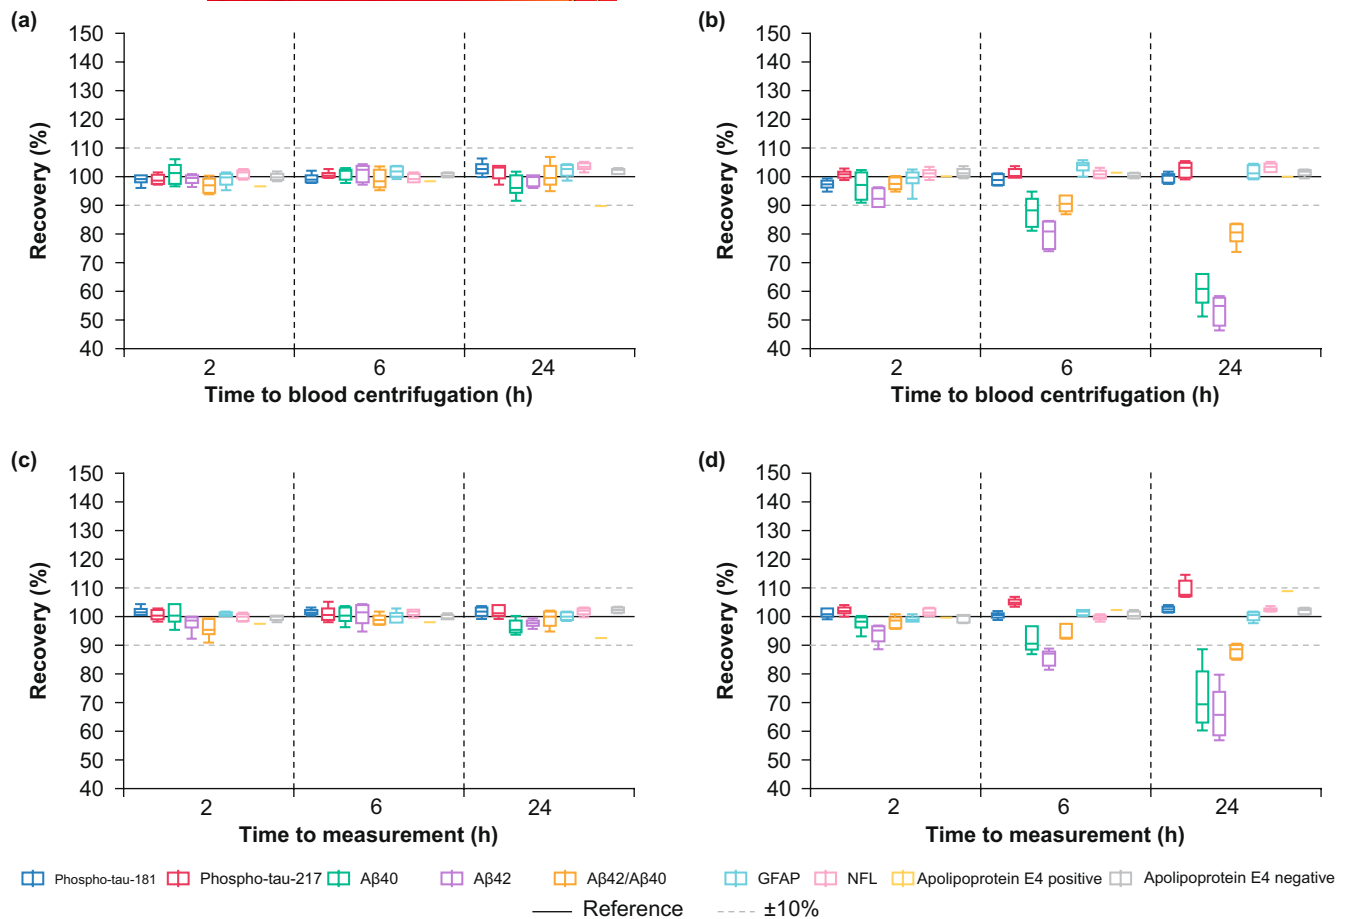 (a)
150
140
130
120
110
100
90
80
70
60
50
40
Recovery (%)
2 6 24
Time to blood centrifugation (h)
(b)
150
140
130
120
110
100
90
80
70
60
50
40
Recovery (%)
2 6 24
Time to blood centrifugation (h)
(c)
150
140
130
120
110
100
90
80
70
60
50
40
Recovery (%)
2 6 24
Time to measurement (h)
(d)
150
140
130
120
110
100
90
80
70
60
50
40
Recovery (%)
2 6 24
Time to measurement (h)
Phospho-tau-181 Phospho-tau-217 Aβ40 Aβ42 Aβ42/Aβ40 GFAP NFL Apolipoprotein E4 positive Apolipoprotein E4 negative
Reference ±10%